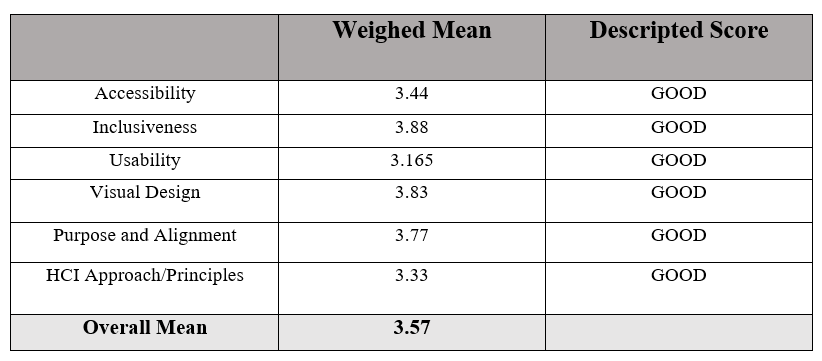 Weighed Mean Descripted Score
Accessibility 3.44 GOOD
Inclusiveness 3.88 GOOD
Usability 3.165 GOOD
Visual Design 3.83 GOOD
Purpose and Alignment 3.77 GOOD
HCI Approach/Principles 3.33 GOOD
Overall Mean 3.57